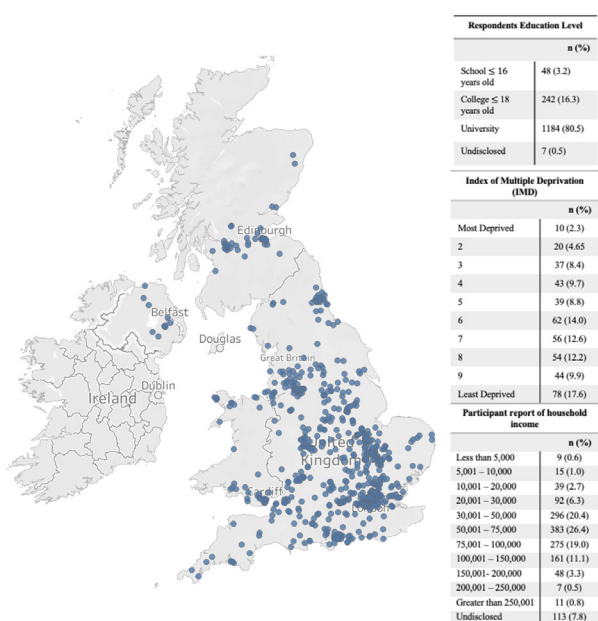 Edinburgh
Belfast
Douglas
Great Britain
Dublin
Ireland
United
Kingdom
Cardiff
London
Respondents Education Level
n (%)
School ≤ 16 years old 48 (3.2)
College ≤ 18 years old 242 (16.3)
University 1184 (80.5)
Undisclosed 7 (0.5)
Index of Multiple Deprivation
(IMD)
n (%)
Most Deprived 10 (2.3)
2 20 (4.65
3 37 (8.4)
4 43 (9.7)
5 39 (8.8)
6 62 (14.0)
7 56 (12.6)
8 54 (12.2)
9 44 (9.9)
Least Deprived 78 (17.6)
Participant report of household
income
n (%)
Less than 5,000 9 (0.6)
5,001 – 10,000 15 (1.0)
10,001 – 20,000 39 (2.7)
20,001 – 30,000 92 (6.3)
30,001 – 50,000 296 (20.4)
50,001 – 75,000 383 (26.4)
75,001 – 100,000 275 (19.0)
100,001 – 150,000 161 (11.1)
150,001- 200,000 48 (3.3)
200,001 – 250,000 7 (0.5)
Greater than 250,001 11 (0.8)
Undisclosed 113 (7.8)